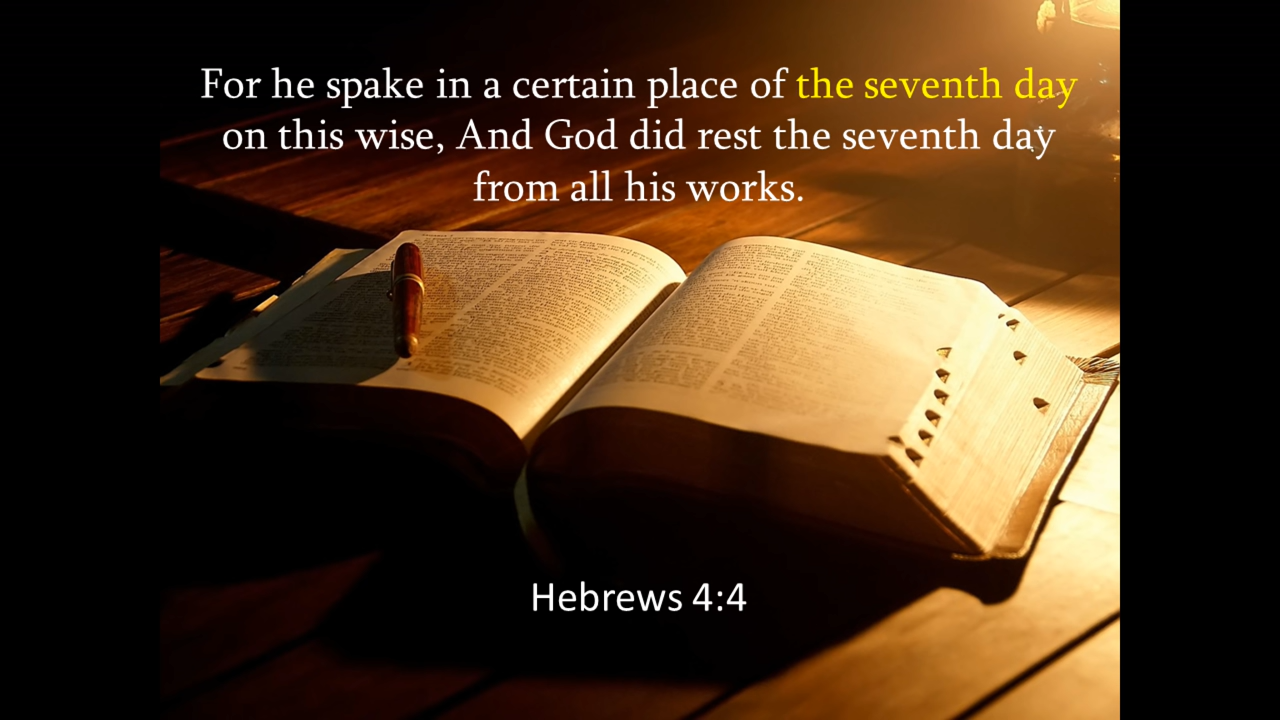 For he spake in a certain place of the seventh day
on this wise, And God did rest the seventh day
from all his works.
Hebrews 4:4